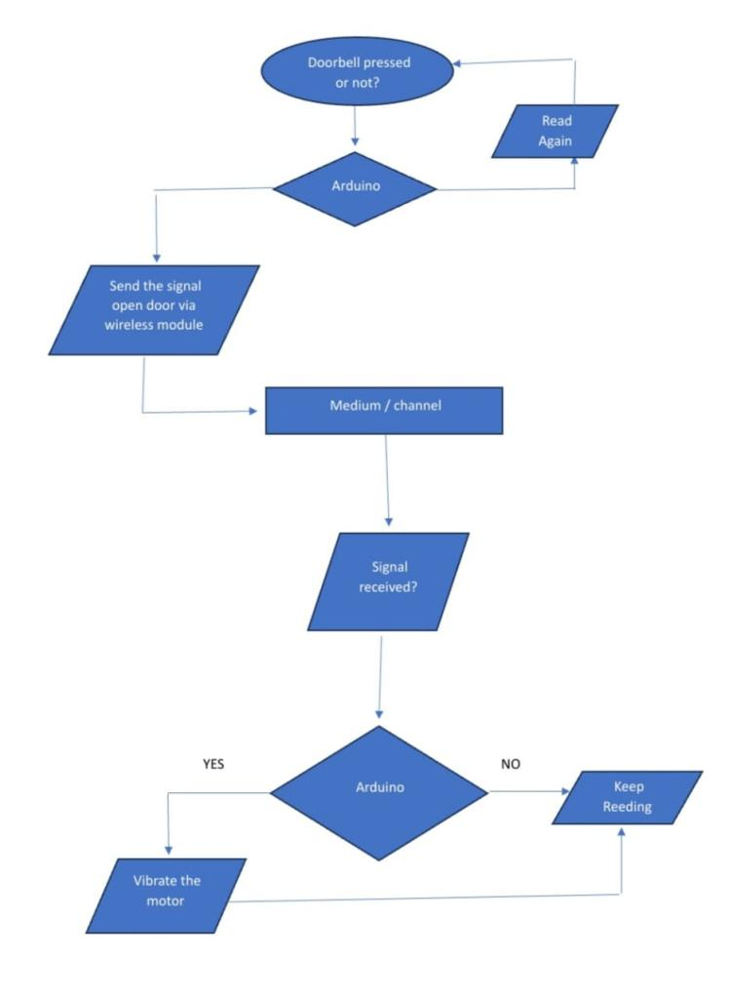 Doorbell pressed
or not?
Read
Again
Arduino
Send the signal
open door via
wireless module
Medium / channel
Signal
received?
YES
NO
Arduino
Keep
Reeding
Vibrate the
motor